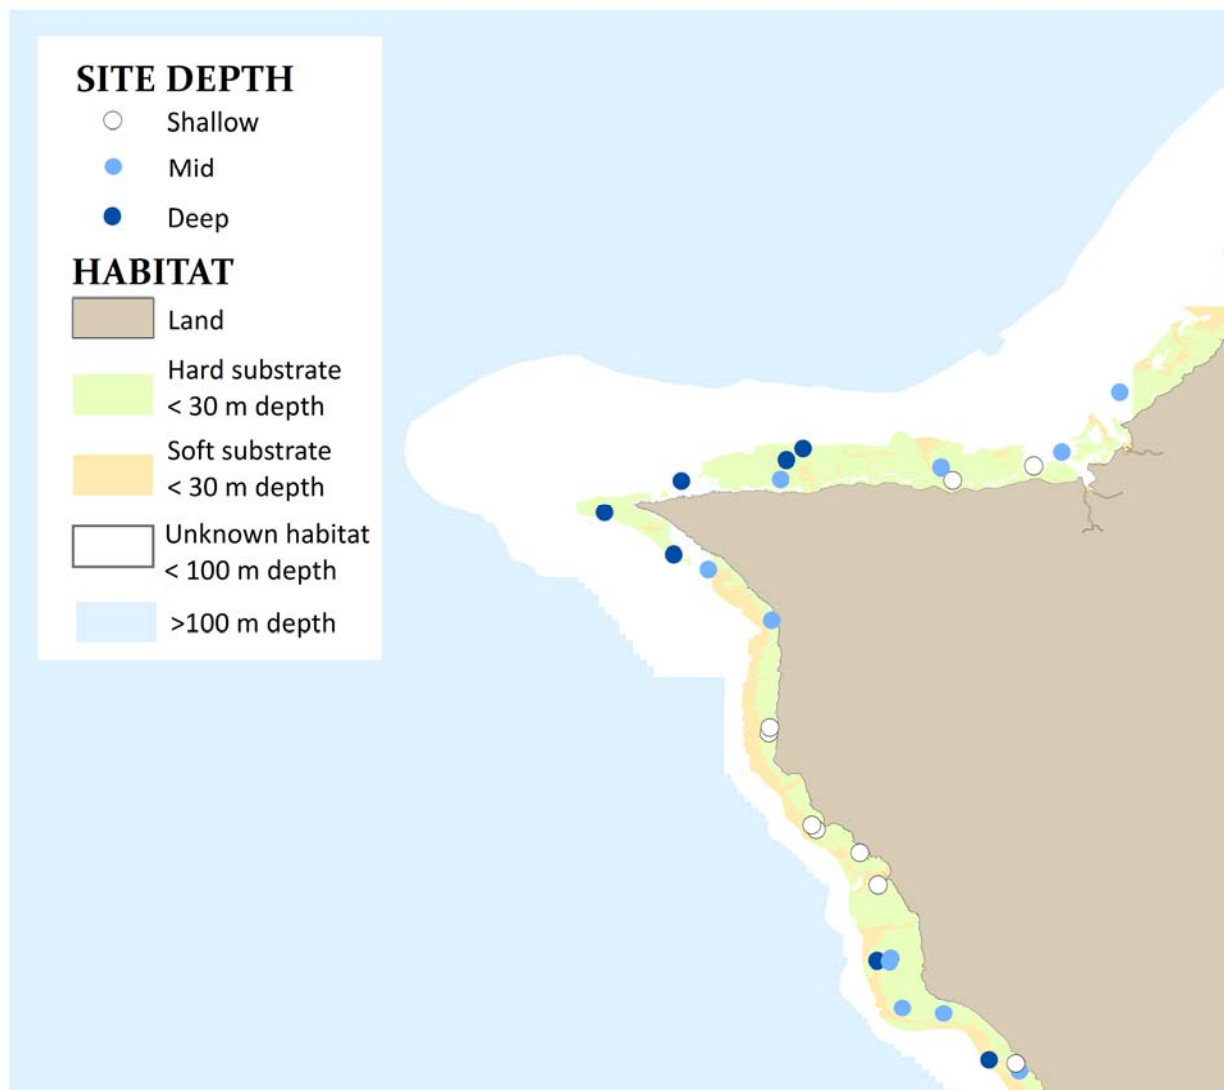 SITE DEPTH
Shallow
Mid
Deep
HABITAT
Land
Hard substrate
< 30 m depth
Soft substrate
< 30 m depth
Unknown habitat
< 100 m depth
>100 m depth